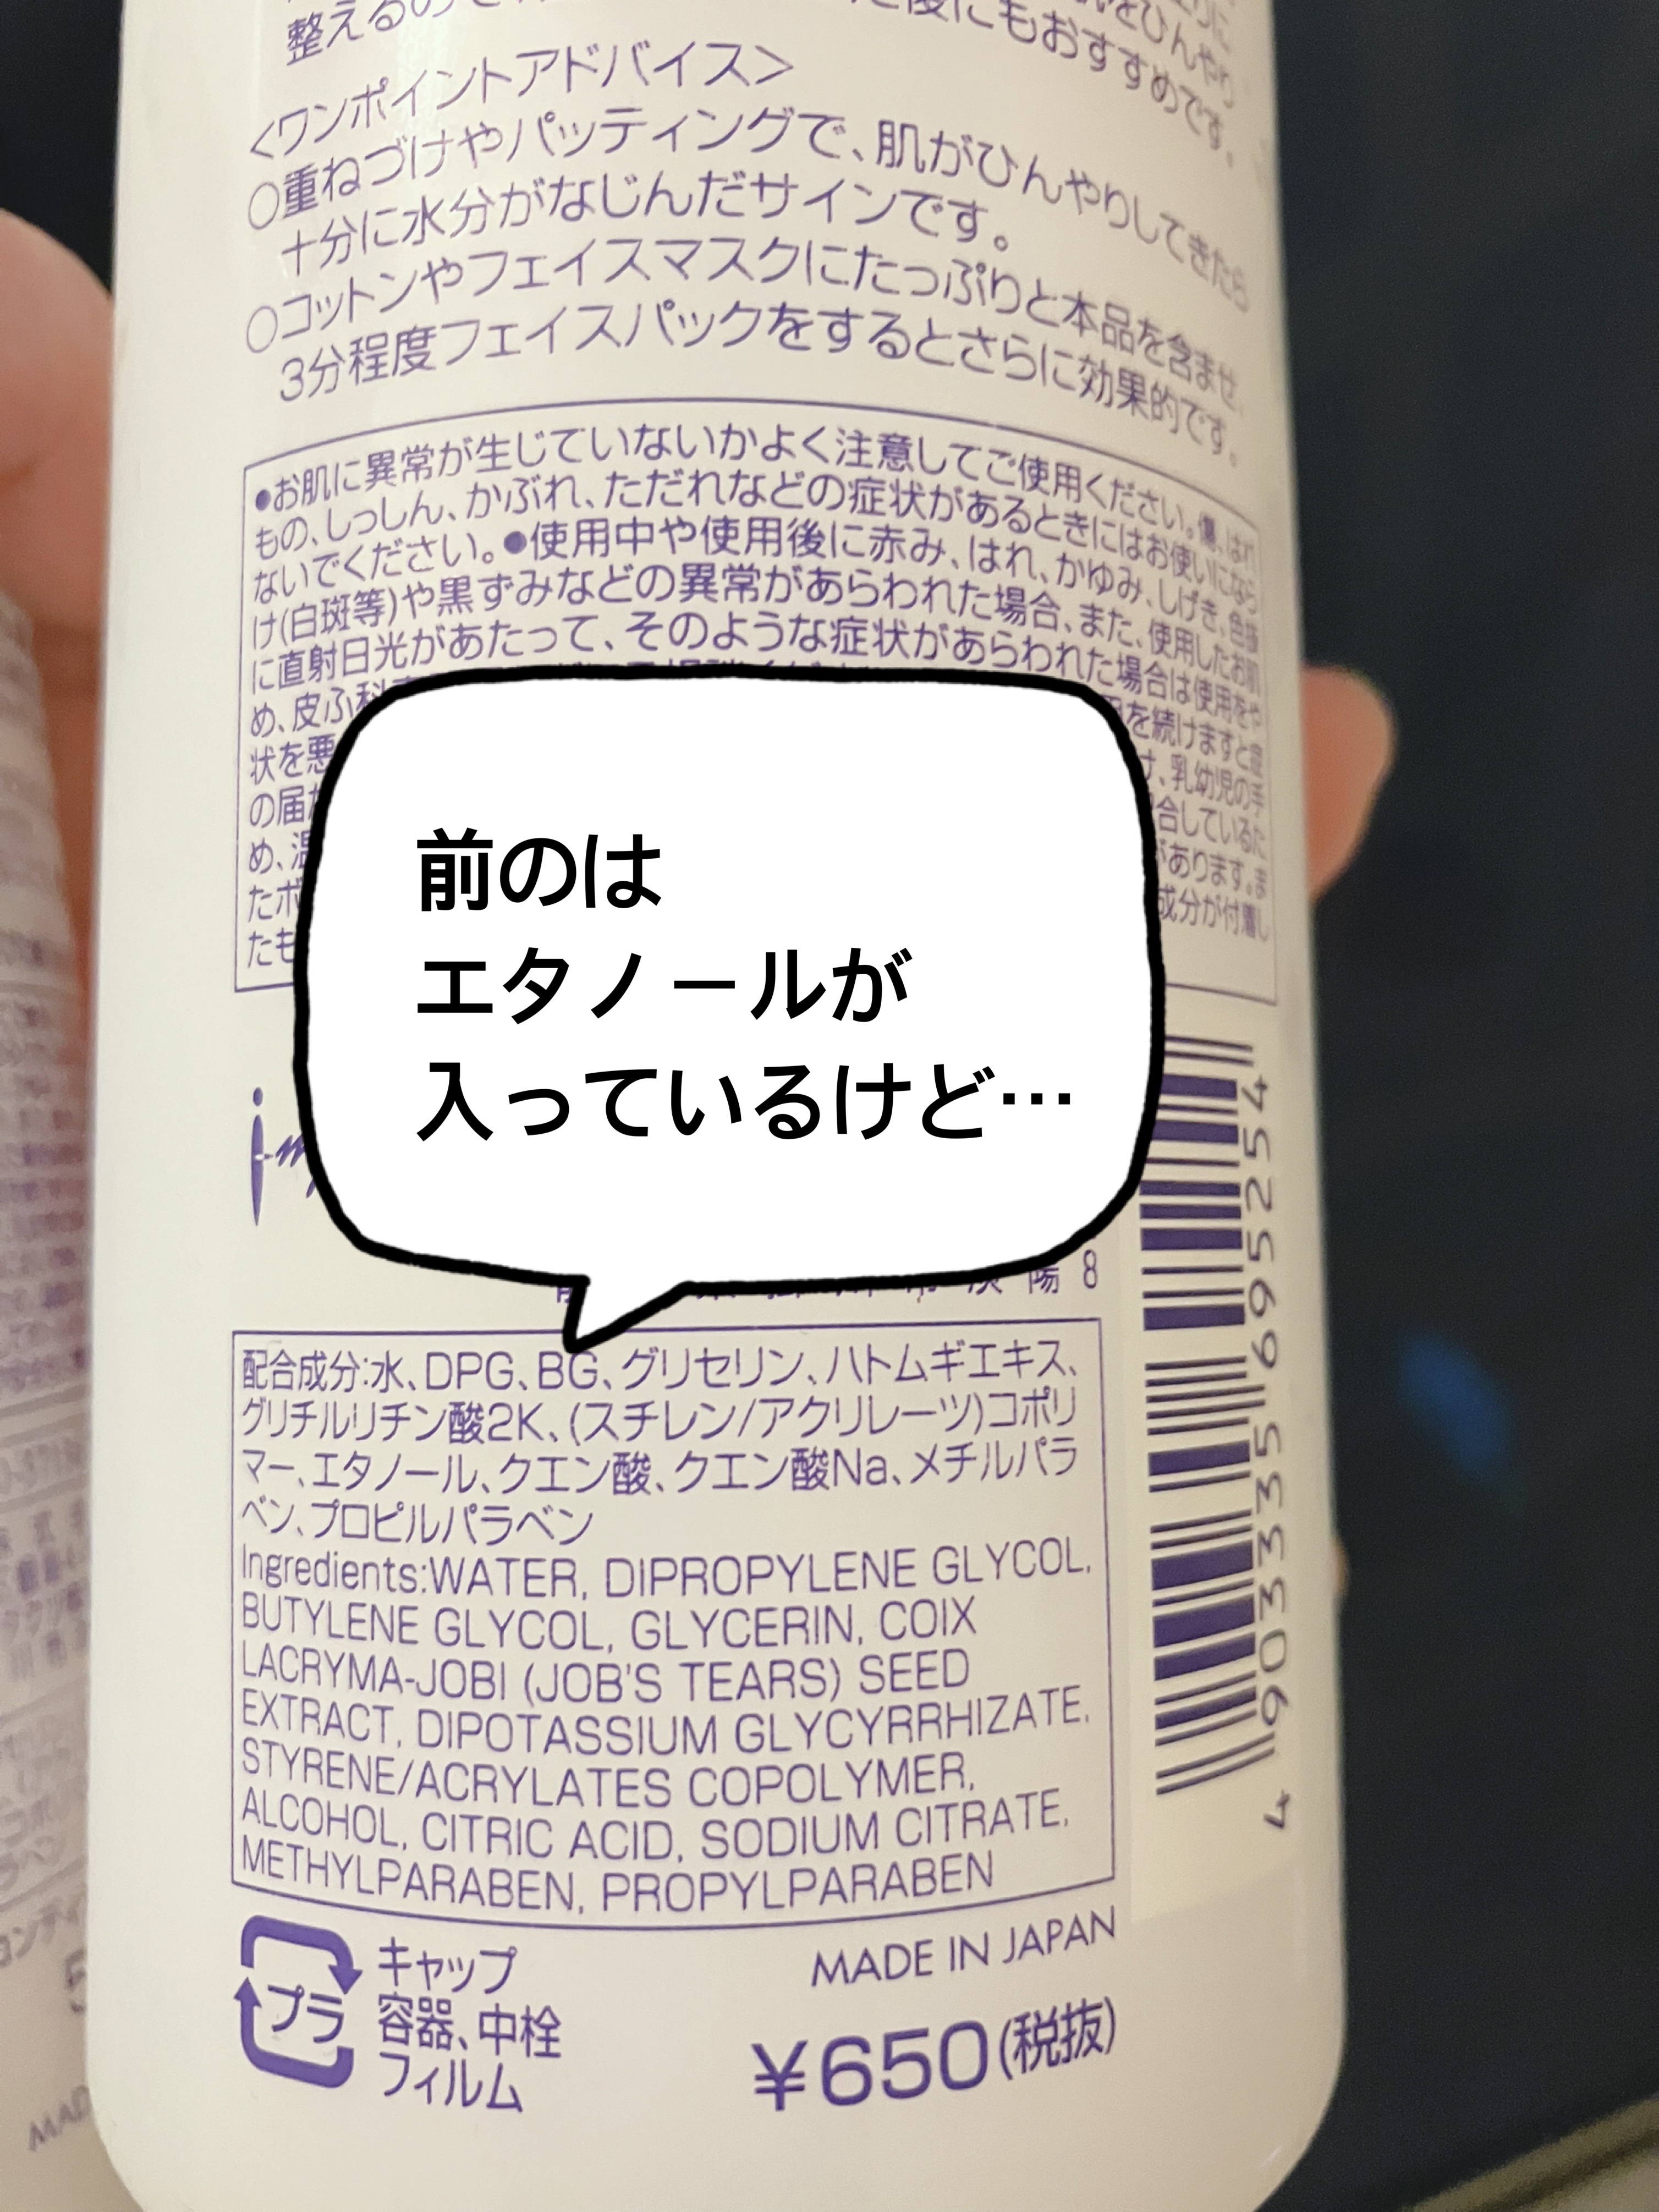 整える
後にもおすすめです。
<ワンポイントアドバイス>
○重ねづけやパッティングで、肌がひんやりしてきたら
十分に水分がなじんだサインです。
○コットンやフェイスマスクにたっぷりと本品を含ませ、
3分程度フェイスパックをするとさらに効果的です。
●お肌に異常が生じていないかよく注意してご使用ください。傷、はれ
もの、しっしん、かぶれ、ただれなどの症状があるときにはお使いになら
ないでください。●使用中や使用後に赤み、はれ、かゆみ、しげき、色抜
け(白斑等)や黒ずみなどの異常があらわれた場合、また、使用したお肌
に直射日光があたって、そのような症状があらわれた場合は使用をや
め、皮ふ科
を続けますと症
状を悪
、乳幼児の手
の届
合しているた
め、温
があります。ま
たボ
成分が付着し
たも
前のは
エタノールが
入っているけど…
陽 8
配合成分:水、DPG、BG、グリセリン、ハトムギエキス、
グリチルリチン酸2K、(スチレン/アクリレーツ)コポリ
マー、エタノール、クエン酸、クエン酸Na、メチルパラ
ベン、プロピルパラベン
Ingredients:WATER, DIPROPYLENE GLYCOL,
BUTYLENE GLYCOL, GLYCERIN, COIX
LACRYMA-JOBI (JOB'S TEARS) SEED
EXTRACT, DIPOTASSIUM GLYCYRRHIZATE,
STYRENE/ACRYLATES COPOLYMER,
ALCOHOL, CITRIC ACID, SODIUM CITRATE,
METHYLPARABEN, PROPYLPARABEN
4903335695254
プラ
キャップ
容器、中栓
フィルム
MADE IN JAPAN
¥650(税抜)